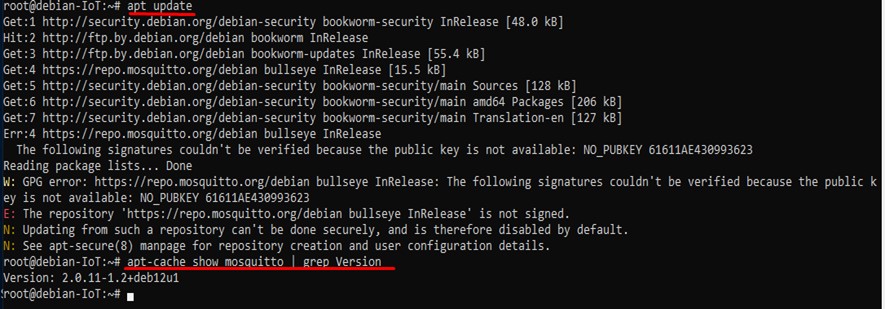 root@debian-IoT:~# apt update
Get:1 http://security.debian.org/debian-security bookworm-security InRelease [48.0 kB]
Hit:2 http://ftp.by.debian.org/debian bookworm InRelease
Get:3 http://ftp.by.debian.org/debian bookworm-updates InRelease [55.4 kB]
Get:4 https://repo.mosquitto.org/debian bullseye InRelease [15.5 kB]
Get:5 http://security.debian.org/debian-security bookworm-security/main Sources [128 kB]
Get:6 http://security.debian.org/debian-security bookworm-security/main amd64 Packages [206 kB]
Get:7 http://security.debian.org/debian-security bookworm-security/main Translation-en [127 kB]
Err:4 https://repo.mosquitto.org/debian bullseye InRelease
The following signatures couldn't be verified because the public key is not available: NO_PUBKEY 61611AE430993623
Reading package lists... Done
W: GPG error: https://repo.mosquitto.org/debian bullseye InRelease: The following signatures couldn't be verified because the public k
ey is not available: NO_PUBKEY 61611AE430993623
E: The repository 'https://repo.mosquitto.org/debian bullseye InRelease' is not signed.
N: Updating from such a repository can't be done securely, and is therefore disabled by default.
N: See apt-secure(8) manpage for repository creation and user configuration details.
root@debian-IoT:~# apt-cache show mosquitto | grep Version
Version: 2.0.11-1.2+deb12u1
root@debian-IoT:~#